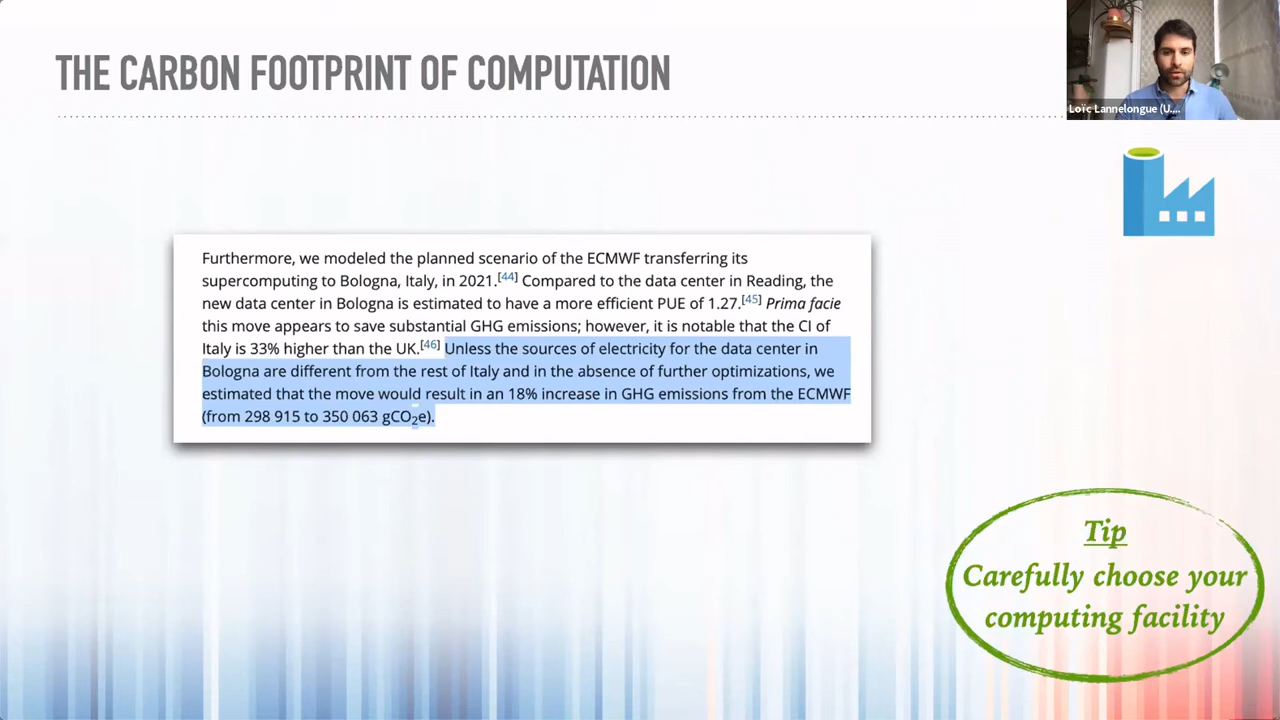 THE CARBON FOOTPRINT OF COMPUTATION
Loïc Lannelongue (U....
Furthermore, we modeled the planned scenario of the ECMWF transferring its
supercomputing to Bologna, Italy, in 2021.[44] Compared to the data center in Reading, the
new data center in Bologna is estimated to have a more efficient PUE of 1.27.[45] Prima facie
this move appears to save substantial GHG emissions; however, it is notable that the CI of
Italy is 33% higher than the UK.[46] Unless the sources of electricity for the data center in
Bologna are different from the rest of Italy and in the absence of further optimizations, we
estimated that the move would result in an 18% increase in GHG emissions from the ECMWF
(from 298 915 to 350 063 gCO₂e).
Tip
Carefully choose your
computing facility